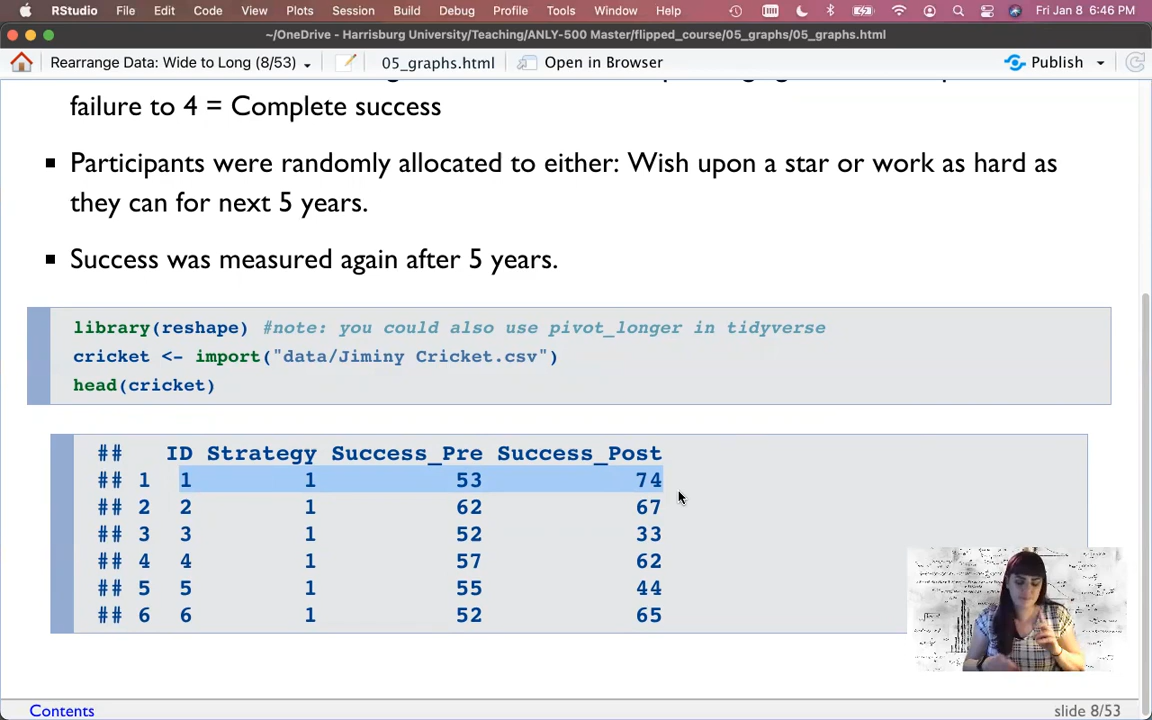 RStudio File Edit Code View Plots Session Build Debug Profile Tools Window Help Fri Jan 8 6:46 PM
~/OneDrive - Harrisburg University/Teaching/ANLY-500 Master/flipped_course/05_graphs/05_graphs.html
Rearrange Data: Wide to Long (8/53) 05_graphs.html Open in Browser Publish
failure to 4 = Complete success
Participants were randomly allocated to either: Wish upon a star or work as hard as
they can for next 5 years.
Success was measured again after 5 years.
library(reshape) #note: you could also use pivot_longer in tidyverse
cricket <- import("data/Jiminy Cricket.csv")
head(cricket)
## ID Strategy Success_Pre Success_Post
## 1 1 1 53 74
## 2 2 1 62 67
## 3 3 1 52 33
## 4 4 1 57 62
## 5 5 1 55 44
## 6 6 1 52 65
Contents slide 8/53